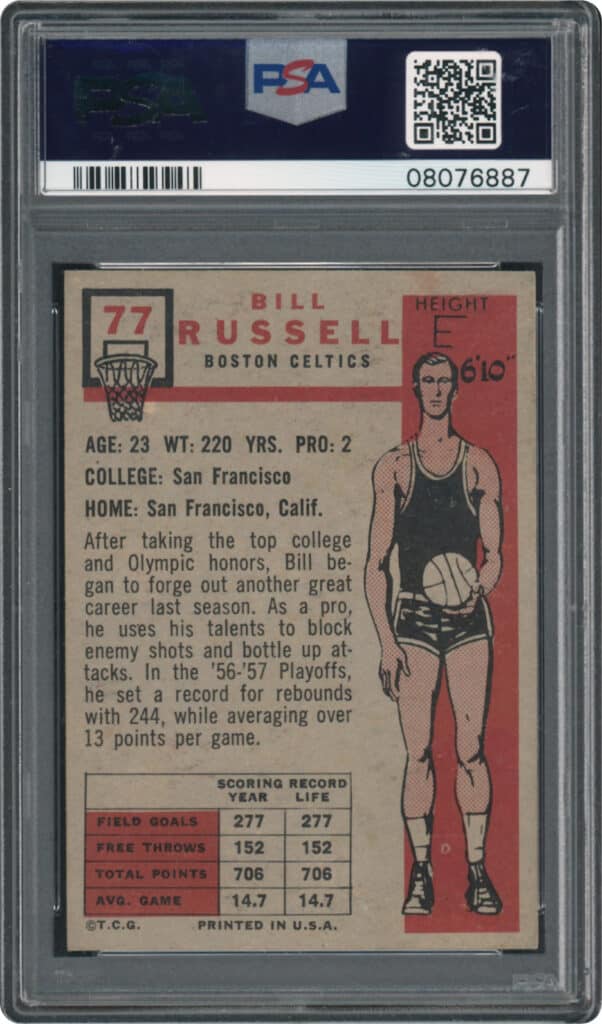 PSA
PSA
08076887
77
BILL
RUSSELL
BOSTON CELTICS
HEIGHT
E
6'10"
AGE: 23 WT: 220 YRS. PRO: 2
COLLEGE: San Francisco
HOME: San Francisco, Calif.
After taking the top college
and Olympic honors, Bill be-
gan to forge out another great
career last season. As a pro,
he uses his talents to block
enemy shots and bottle up at-
tacks. In the '56-'57 Playoffs,
he set a record for rebounds
with 244, while averaging over
13 points per game.
SCORING RECORD
YEAR LIFE
FIELD GOALS 277 277
FREE THROWS 152 152
TOTAL POINTS 706 706
AVG. GAME 14.7 14.7
©T.C.G. PRINTED IN U.S.A.
PSA